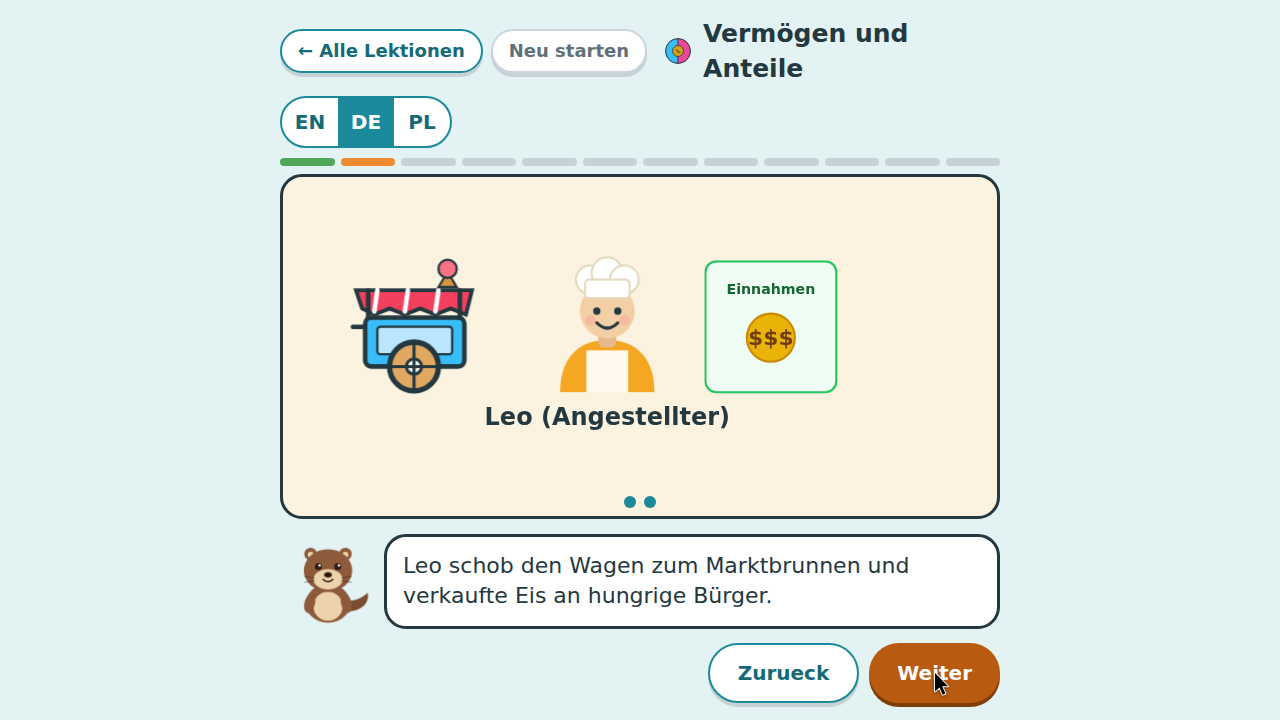 ← Alle Lektionen
Neu starten
Vermögen und
Anteile
EN DE PL
Einnahmen
$$$
Leo (Angestellter)
Leo schob den Wagen zum Marktbrunnen und
verkaufte Eis an hungrige Bürger.
Zurueck
Weiter